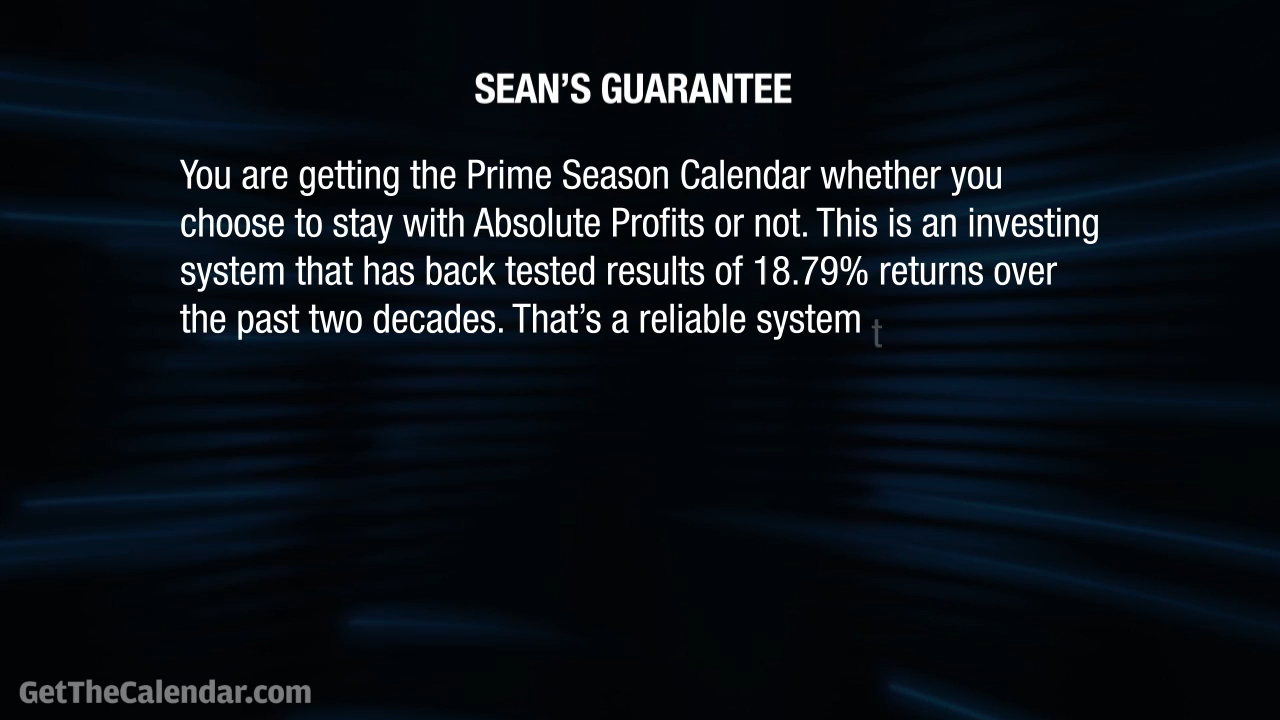 SEAN'S GUARANTEE
You are getting the Prime Season Calendar whether you
choose to stay with Absolute Profits or not. This is an investing
system that has back tested results of 18.79% returns over
the past two decades. That's a reliable system t
GetTheCalendar.com